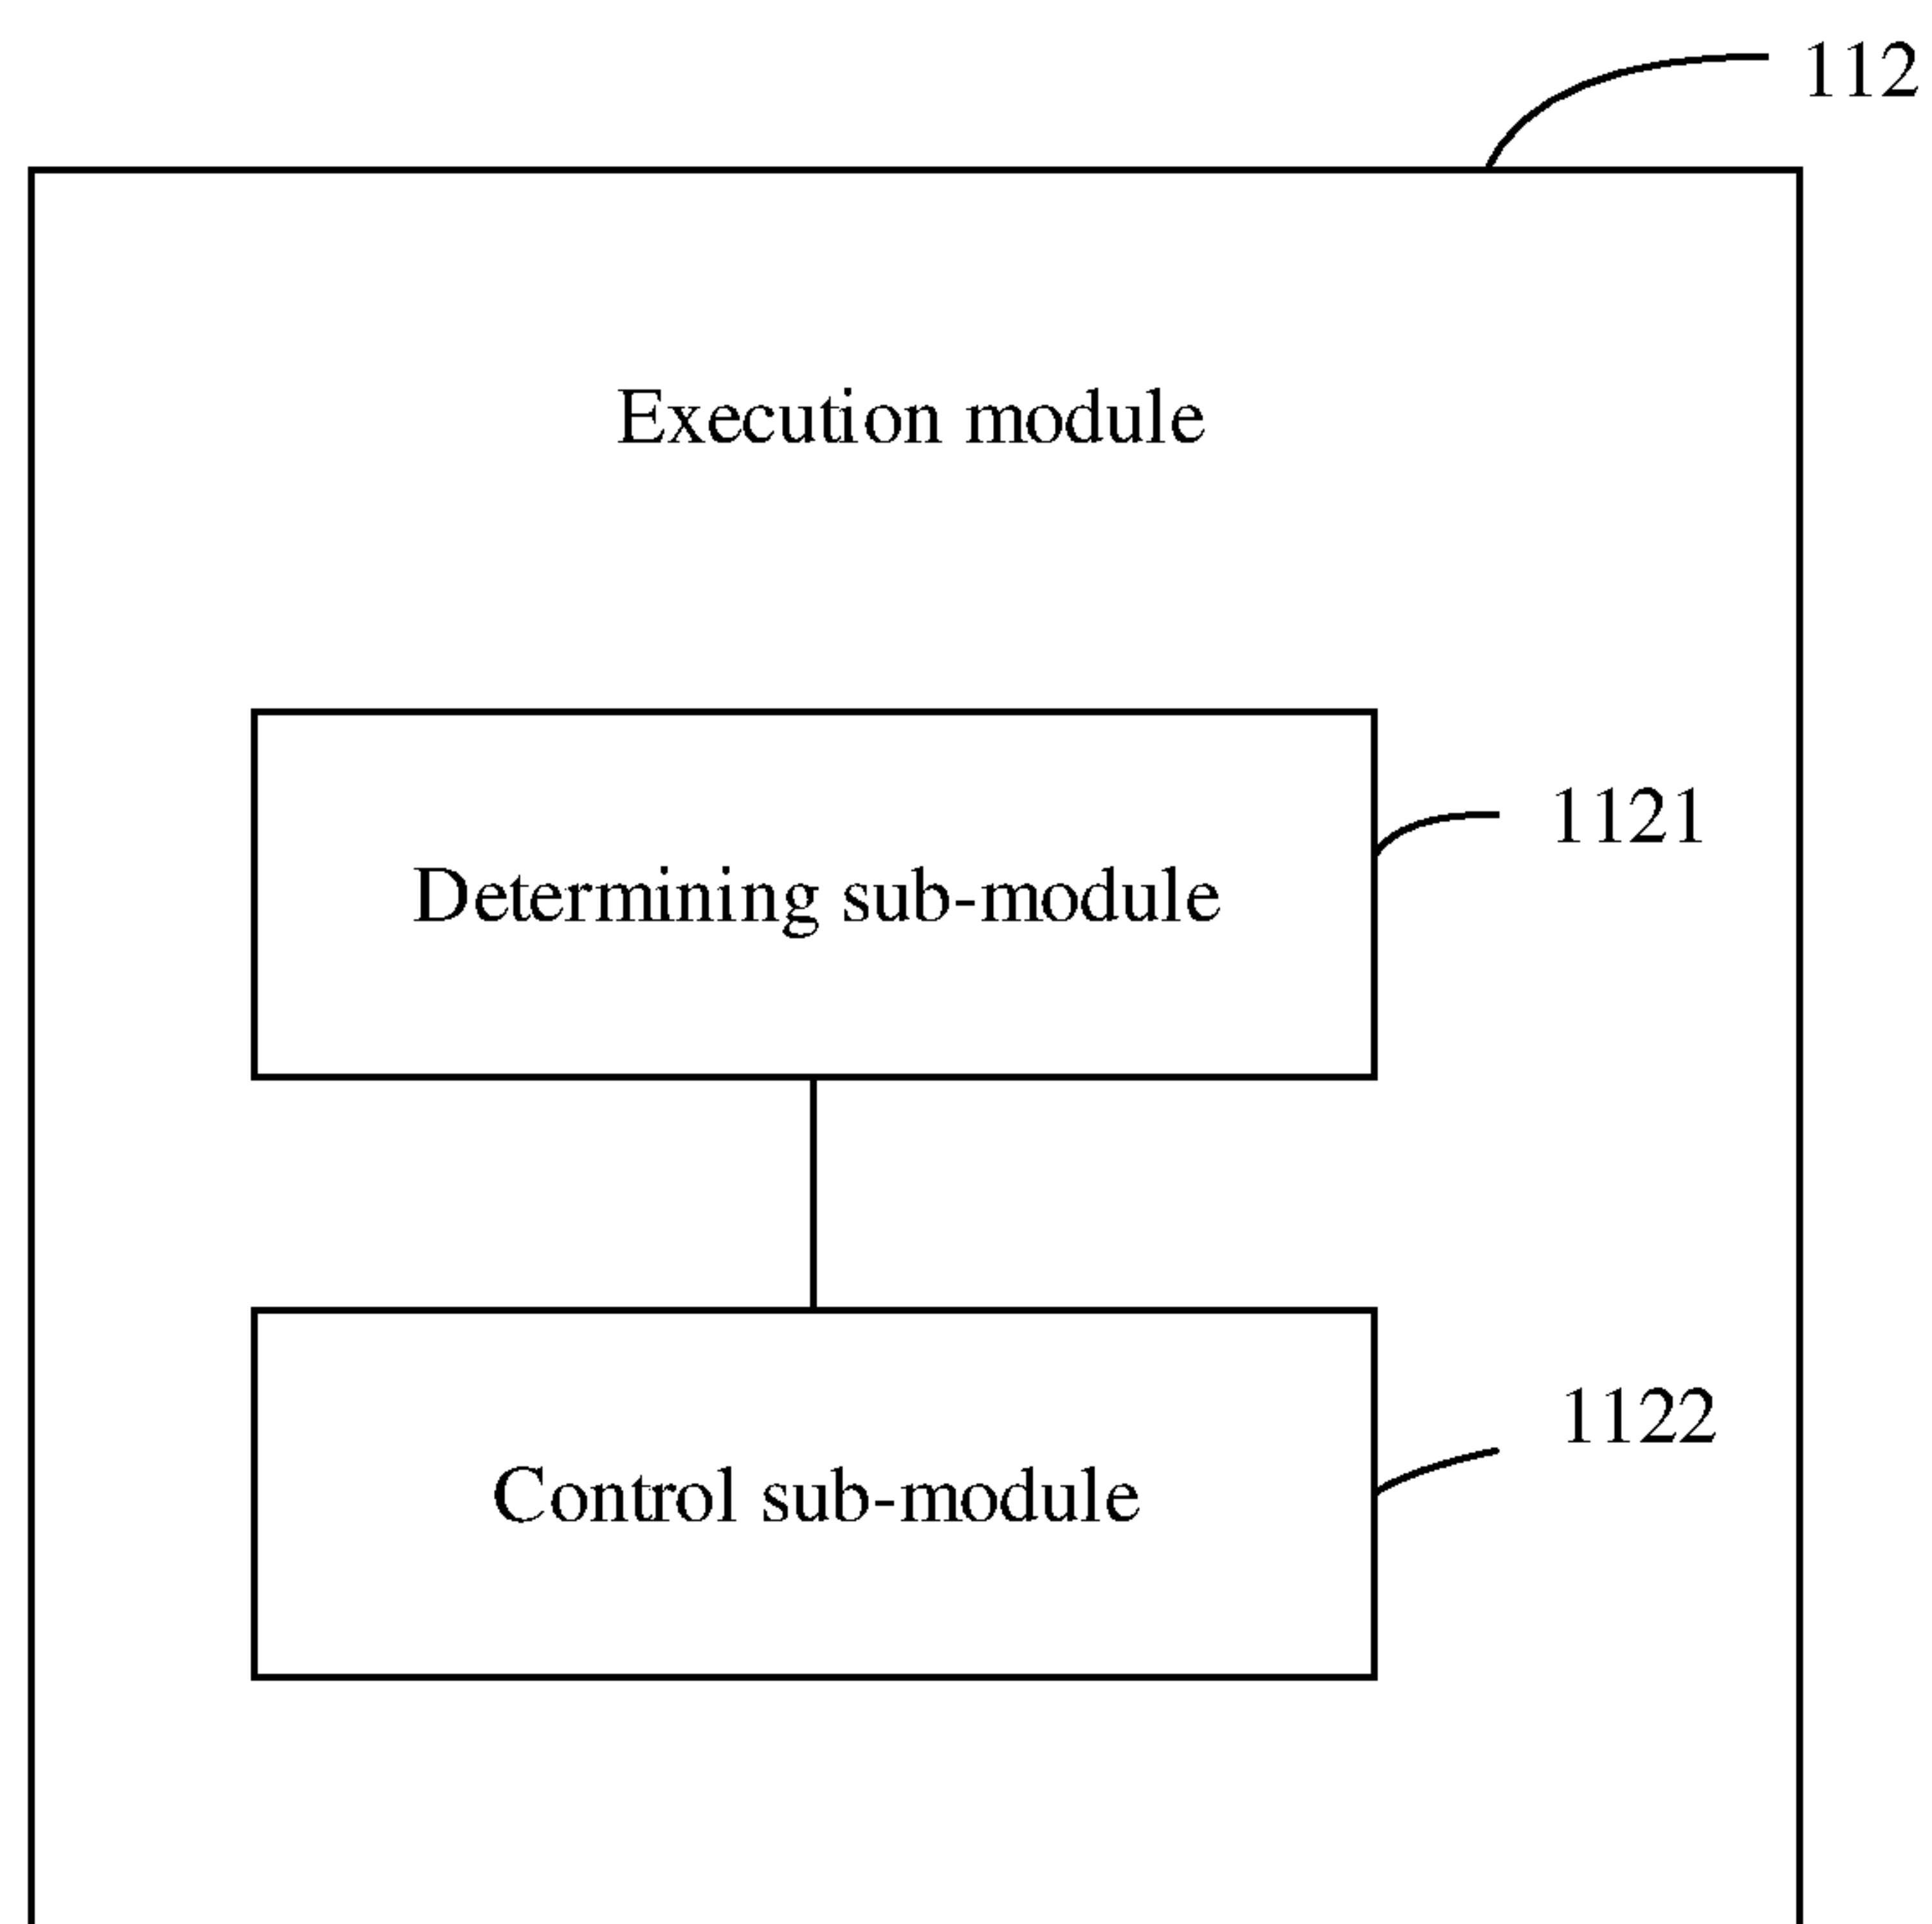 112
Execution module
1121
Determining sub-module
1122
Control sub-module